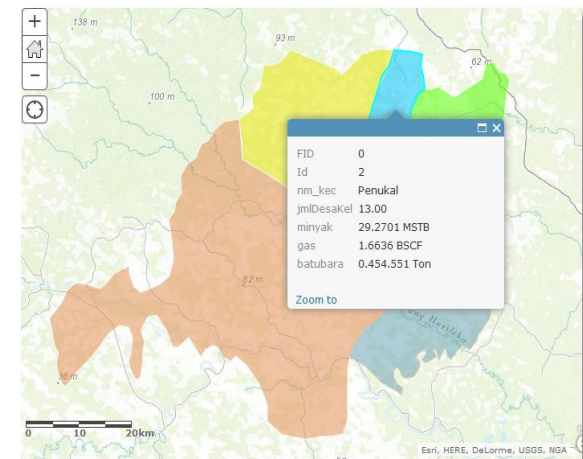 138 m
93 m
62 m
100 m
FID 0
Id 2
nm_kec Penukal
jmlDesaKel 13.00
minyak 29.2701 MSTB
gas 1.6636 BSCF
batubara 0.454.551 Ton
Zoom to
82 m
ang Harileko
30 m
0 10 20km
Esri, HERE, DeLorme, USGS, NGA